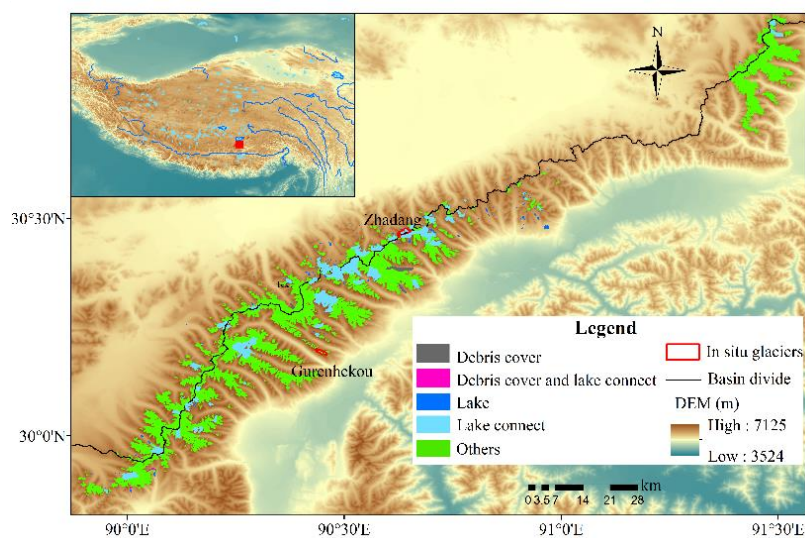 N
30°30'N
Zhadang
Gurenhekou
30°0'N
Legend
Debris cover
Debris cover and lake connect
Lake
Lake connect
Others
In situ glaciers
Basin divide
DEM (m)
High : 7125
Low : 3524
km
0 3.5 7 14 21 28
90°0'E 90°30'E 91°0'E 91°30'E